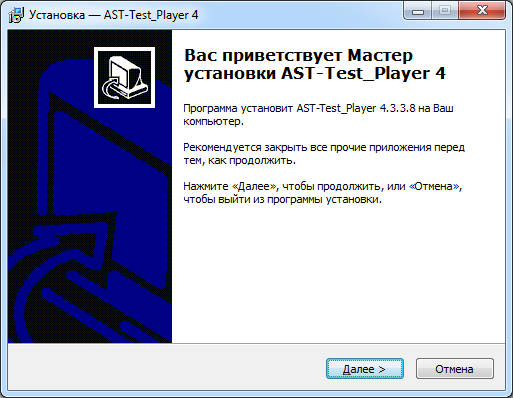 Установка — AST-Test_Player 4
Вас приветствует Мастер
установки AST-Test_Player 4
Программа установит AST-Test_Player 4.3.3.8 на Ваш
компьютер.
Рекомендуется закрыть все прочие приложения перед
тем, как продолжить.
Нажмите «Далее», чтобы продолжить, или «Отмена»,
чтобы выйти из программы установки.
Далее >
Отмена